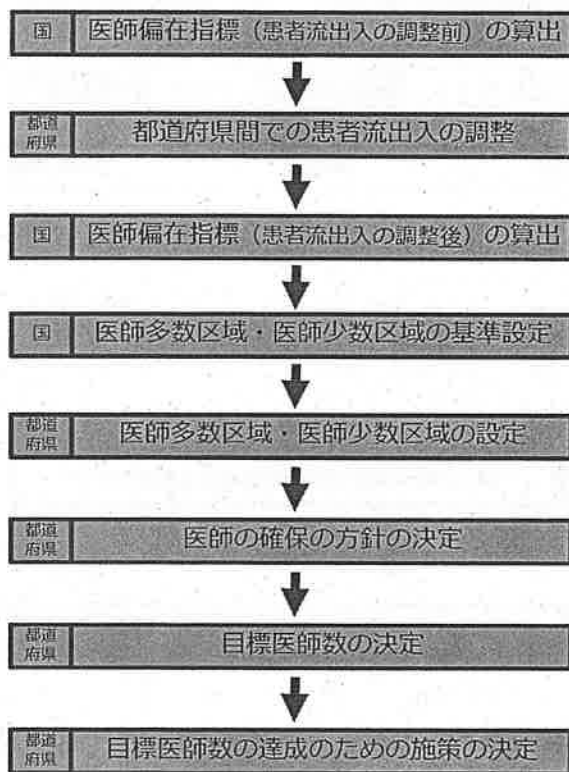 国 医師偏在指標（患者流出入の調整前）の算出
都道府県 都道府県間での患者流出入の調整
国 医師偏在指標（患者流出入の調整後）の算出
国 医師多数区域・医師少数区域の基準設定
都道府県 医師多数区域・医師少数区域の設定
都道府県 医師の確保の方針の決定
都道府県 目標医師数の決定
都道府県 目標医師数の達成のための施策の決定